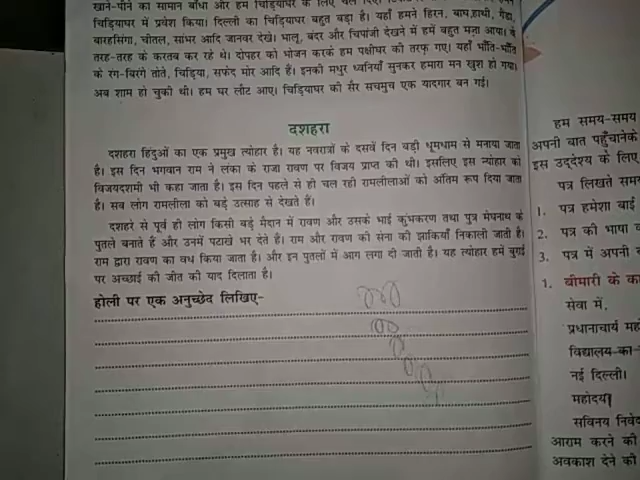 खाने-पीने का सामान बाँधा और हम चिड़ियाघर के लिए चल
चिड़ियाघर में प्रवेश किया। दिल्ली का चिड़ियाघर बहुत बड़ा है। यहाँ हमने हिरन, बाघ,हाथी, गैंडा,
बारहसिंगा, चीतल, सांभर आदि जानवर देखे। भालू, बंदर और चिंपांजी देखने में हमें बहुत मज़ा आया। वे
तरह-तरह के करतब कर रहे थे। दोपहर को भोजन करके हम पक्षीघर की तरफ़ गए। यहाँ भाँति-भाँति
के रंग-बिरंगे तोते, चिड़िया, सफेद मोर आदि हैं। इनकी मधुर ध्वनियाँ सुनकर हमारा मन खुश हो गया।
अब शाम हो चुकी थी। हम घर लौट आए। चिड़ियाघर की सैर सचमुच एक यादगार बन गई।
दशहरा
दशहरा हिंदुओं का एक प्रमुख त्योहार है। यह नवरात्रों के दसवें दिन बड़ी धूमधाम से मनाया जाता
है। इस दिन भगवान राम ने लंका के राजा रावण पर विजय प्राप्त की थी। इसलिए इस त्योहार को
विजयदशमी भी कहा जाता है। इस दिन पहले से ही चल रही रामलीलाओं को अंतिम रूप दिया जाता
है। सब लोग रामलीला को बड़े उत्साह से देखते हैं।
दशहरे से पूर्व ही लोग किसी बड़े मैदान में रावण और उसके भाई कुंभकरण तथा पुत्र मेघनाथ के
पुतले बनाते हैं और उनमें पटाखे भर देते हैं। राम और रावण की सेना की झाकियाँ निकाली जाती हैं।
राम द्वारा रावण का वध किया जाता है। और इन पुतलों में आग लगा दी जाती है। यह त्योहार हमें बुराई
पर अच्छाई की जीत की याद दिलाता है।
होली पर एक अनुच्छेद लिखिए-
हम समय-समय
अपनी बात पहुँचाने के
इस उद्देश्य के लिए
पत्र लिखते सम
1. पत्र हमेशा बाईं
2. पत्र की भाषा
3. पत्र में अपनी
1. बीमारी के का
सेवा में,
प्रधानाचार्य मह
विद्यालय का
नई दिल्ली।
महोदय।
सविनय निवेद
आराम करने की
अवकाश देने की